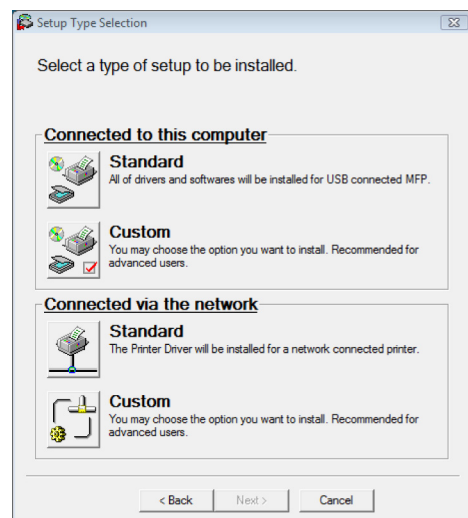 Setup Type Selection
Select a type of setup to be installed.
Connected to this computer
Standard
All of drivers and softwares will be installed for USB connected MFP.
Custom
You may choose the option you want to install. Recommended for
advanced users.
Connected via the network
Standard
The Printer Driver will be installed for a network connected printer.
Custom
You may choose the option you want to install. Recommended for
advanced users.
< Back Next > Cancel